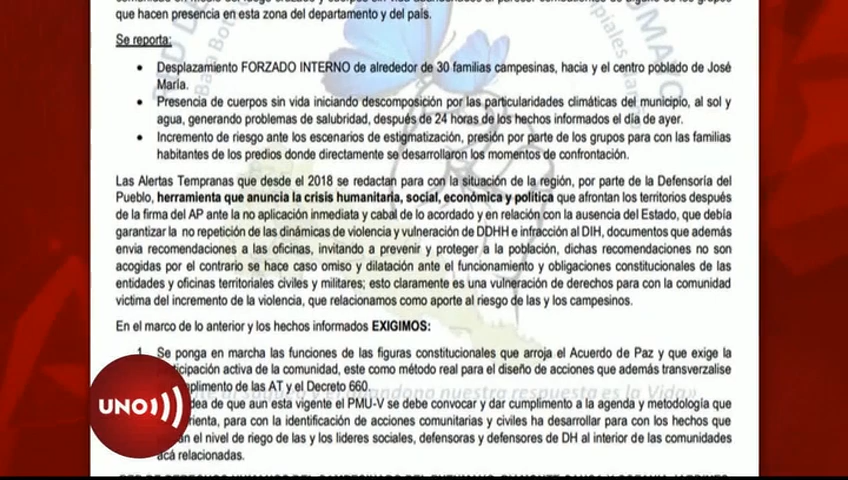 que hacen presencia en esta zona del departamento y del país.
Se reporta:
• Desplazamiento FORZADO INTERNO de alrededor de 30 familias campesinas, hacia y el centro poblado de José
María.
• Presencia de cuerpos sin vida iniciando descomposición por las particularidades climáticas del municipio, al sol y
agua, generando problemas de salubridad, después de 24 horas de los hechos informados el día de ayer.
• Incremento de riesgo ante los escenarios de estigmatización, presión por parte de los grupos para con las familias
habitantes de los predios donde directamente se desarrollaron los momentos de confrontación.
Las Alertas Tempranas que desde el 2018 se redactan para con la situación de la región, por parte de la Defensoría del
Pueblo, herramienta que anuncia la crisis humanitaria, social, económica y política que afrontan los territorios después
de la firma del AP ante la no aplicación inmediata y cabal de lo acordado y en relación con la ausencia del Estado, que debía
garantizar la no repetición de las dinámicas de violencia y vulneración de DDHH e infracción al DIH, documentos que además
envia recomendaciones a las oficinas, invitando a prevenir y proteger a la población, dichas recomendaciones no son
acogidas por el contrario se hace caso omiso y dilatación ante el funcionamiento y obligaciones constitucionales de las
entidades y oficinas territoriales civiles y militares; esto claramente es una vulneración de derechos para con la comunidad
victima del incremento de la violencia, que relacionamos como aporte al riesgo de las y los campesinos.
En el marco de lo anterior y los hechos informados EXIGIMOS:
1. Se ponga en marcha las funciones de las figuras constitucionales que arroja el Acuerdo de Paz y que exige la
ticipación activa de la comunidad, este como método real para el diseño de acciones que además transverzalise
plimento de las AT y el Decreto 660.
abandono nuestra respuesta es la Vida»
dea de que aun esta vigente el PMU-V se debe convocar y dar cumplimento a la agenda y metodología que
rienta, para con la identificación de acciones comunitarias y civiles ha desarrollar para con los hechos que
an el nivel de riego de las y los lideres sociales, defensoras y defensores de DH al interior de las comunidades
acá relacionadas.
UNO